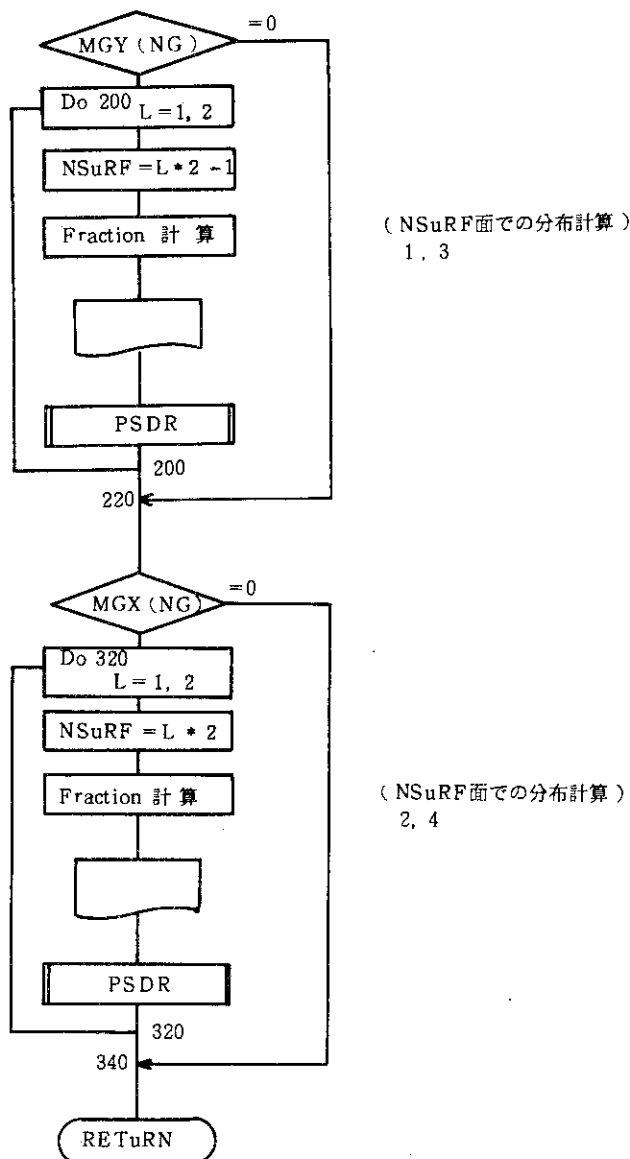 =0
MGY (NG)
Do 200
L = 1, 2
NSuRF = L * 2 - 1
Fraction 計 算
( NSuRF面での分布計算 )
1 , 3
PSDR
200
220
=0
MGX (NG)
Do 320
L = 1, 2
NSuRF = L * 2
Fraction 計 算
( NSuRF面での分布計算 )
2, 4
PSDR
320
340
RETuRN